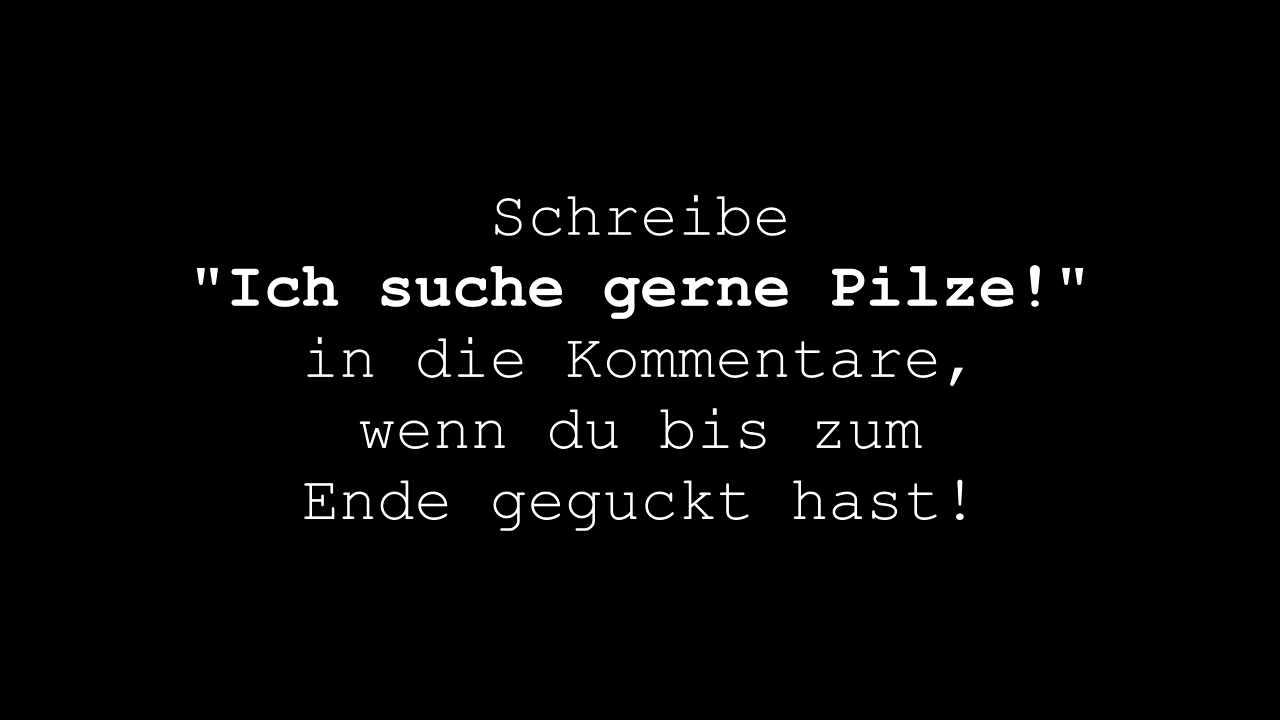 Schreibe
"Ich suche gerne Pilze!"
in die Kommentare,
wenn du bis zum
Ende geguckt hast!